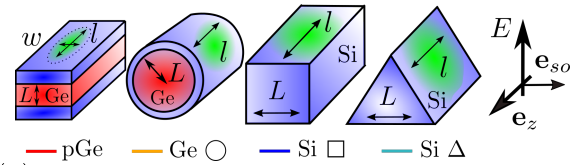 w l l l l E
L Ge L Ge L Si L Si e_so e_z
pGe Ge ◯ Si □ Si Δ